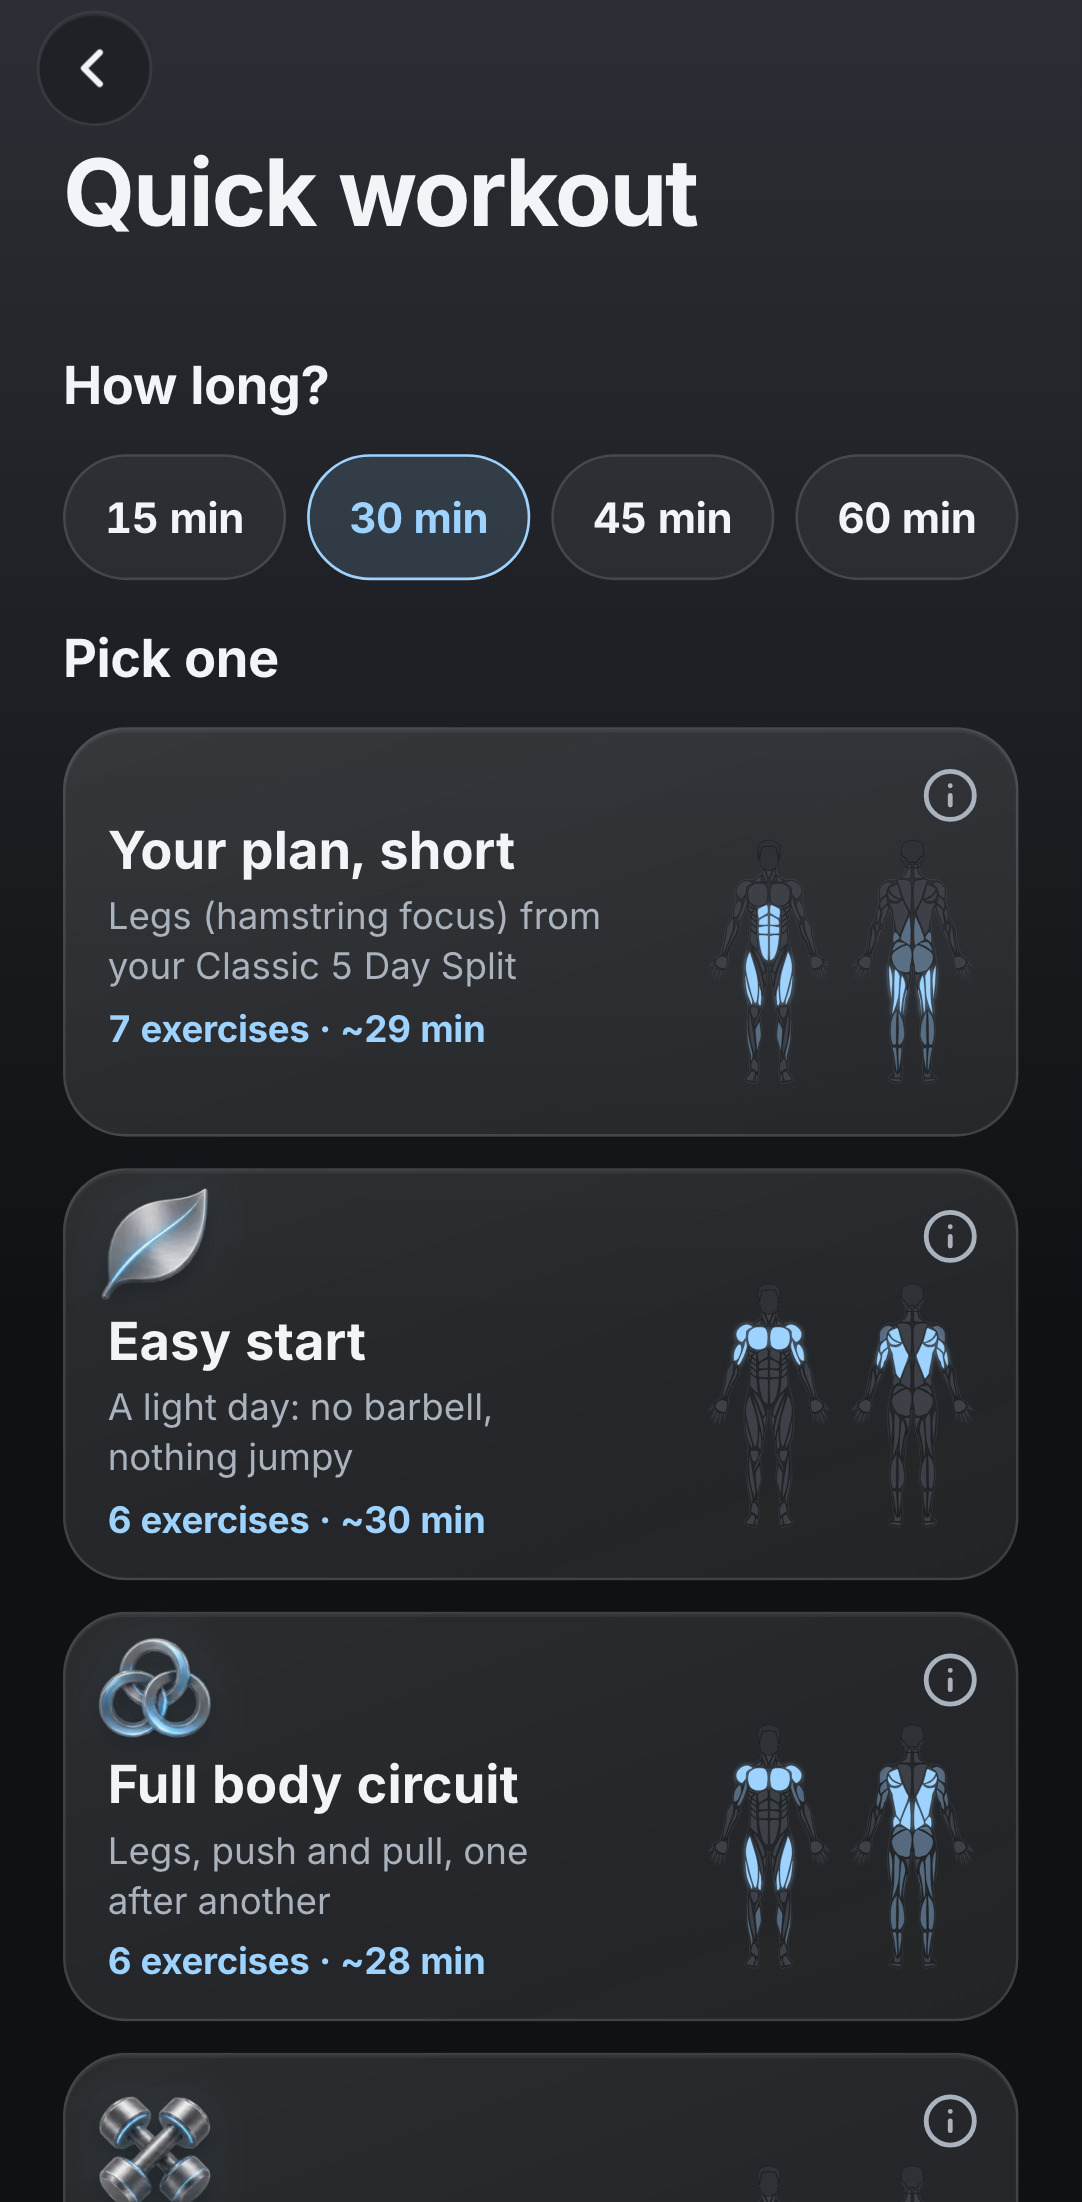 Quick workout
How long?
15 min
30 min
45 min
60 min
Pick one
Your plan, short
Legs (hamstring focus) from
your Classic 5 Day Split
7 exercises · ~29 min
Easy start
A light day: no barbell,
nothing jumpy
6 exercises · ~30 min
Full body circuit
Legs, push and pull, one
after another
6 exercises · ~28 min